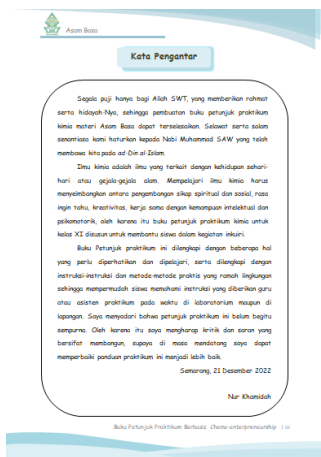 Asam Basa
Kata Pengantar
Segala puji hanya bagi Allah SWT, yang memberikan rahmat
serta hidayah-Nya, sehingga pembuatan buku petunjuk praktikum
kimia materi Asam Basa dapat terselesaikan. Selawat serta salam
senantiasa kami haturkan kepada Nabi Muhammad SAW yang telah
membawa kita pada ad-Din al-Islam.
Ilmu kimia adalah ilmu yang terkait dengan kehidupan sehari-
hari atau gejala-gejala alam. Mempelajari ilmu kimia harus
menyeimbangkan antara pengembangan sikap spiritual dan sosial, rasa
ingin tahu, kreativitas, kerja sama dengan kemampuan intelektual dan
psikomotorik, oleh karena itu buku petunjuk praktikum kimia untuk
kelas XI disusun untuk membantu siswa dalam kegiatan inkuiri.
Buku Petunjuk praktikum ini dilengkapi dengan beberapa hal
yang perlu diperhatikan dan dipelajari, serta dilengkapi dengan
instruksi-instruksi dan metode-metode praktis yang ramah lingkungan
sehingga mempermudah siswa memahami instruksi yang diberikan guru
atau asisten praktikum pada waktu di laboratorium maupun di
lapangan. Saya menyadari bahwa petunjuk praktikum ini belum begitu
sempurna. Oleh karena itu saya mengharap kritik dan saran yang
bersifat membangun, supaya di masa mendatang saya dapat
memperbaiki panduan praktikum ini menjadi lebih baik.
Semarang, 21 Desember 2022
Nur Khamidah
Buku Petunjuk Praktikum Berbasis Chemo-enterpreneurship |